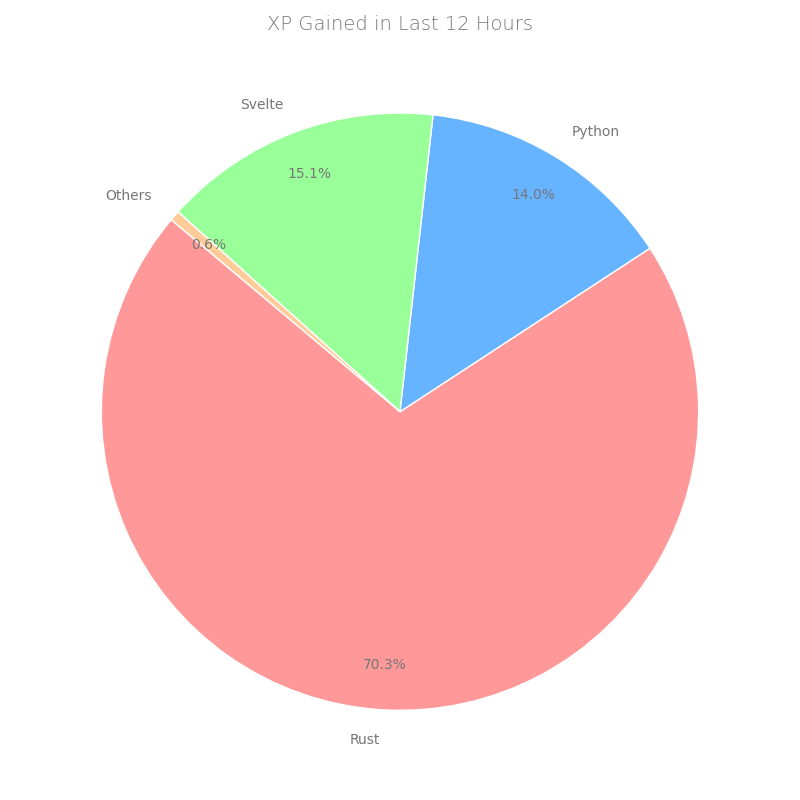 XP Gained in Last 12 Hours
Svelte
Python
15.1%
14.0%
Others
0.6%
70.3%
Rust